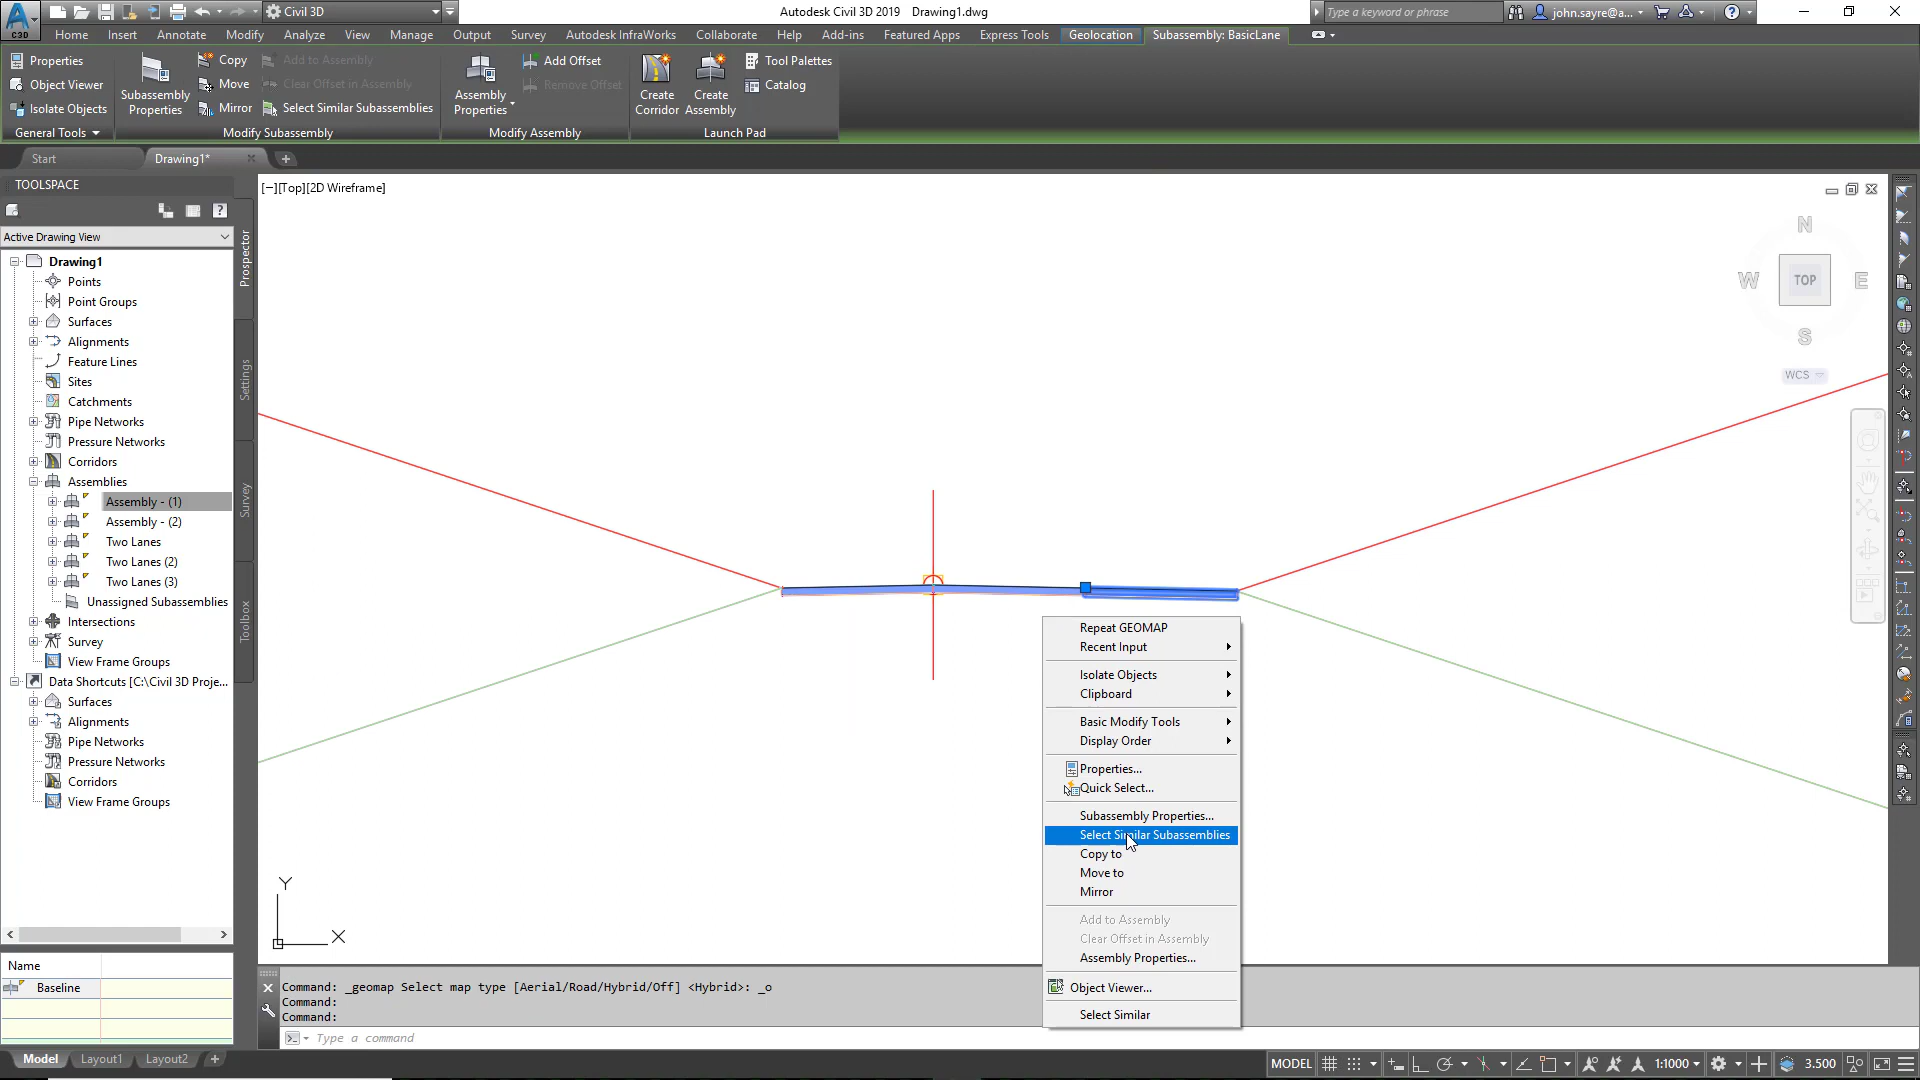 Civil 3D
Autodesk Civil 3D 2019 Drawing1.dwg
Type a keyword or phrase
john.sayre@a...
C3D
Home Insert Annotate Modify Analyze View Manage Output Survey Autodesk InfraWorks Collaborate Help Add-ins Featured Apps Express Tools Geolocation Subassembly: BasicLane
Properties
Object Viewer
Isolate Objects
General Tools
Subassembly
Properties
Copy
Move
Mirror
Add to Assembly
Clear Offset in Assembly
Select Similar Subassemblies
Modify Subassembly
Assembly
Properties
Add Offset
Remove Offset
Modify Assembly
Create
Corridor
Create
Assembly
Tool Palettes
Catalog
Launch Pad
Start
Drawing1*
TOOLSPACE
Active Drawing View
Drawing1
Points
Point Groups
Surfaces
Alignments
Feature Lines
Sites
Catchments
Pipe Networks
Pressure Networks
Corridors
Assemblies
Assembly - (1)
Assembly - (2)
Two Lanes
Two Lanes (2)
Two Lanes (3)
Unassigned Subassemblies
Intersections
Survey
View Frame Groups
Data Shortcuts [C:\Civil 3D Proje...
Surfaces
Alignments
Pipe Networks
Pressure Networks
Corridors
View Frame Groups
Prospector
Settings
Survey
Toolbox
Name
Baseline
[−][Top][2D Wireframe]
N
W
TOP
E
S
WCS
Y
X
Repeat GEOMAP
Recent Input
Isolate Objects
Clipboard
Basic Modify Tools
Display Order
Properties...
Quick Select...
Subassembly Properties...
Select Similar Subassemblies
Copy to
Move to
Mirror
Add to Assembly
Clear Offset in Assembly
Assembly Properties...
Object Viewer...
Select Similar
Command: _geomap Select map type [Aerial/Road/Hybrid/Off] <Hybrid>: _o
Command:
Command:
Type a command
Model Layout1 Layout2
MODEL
1:1000
3.500